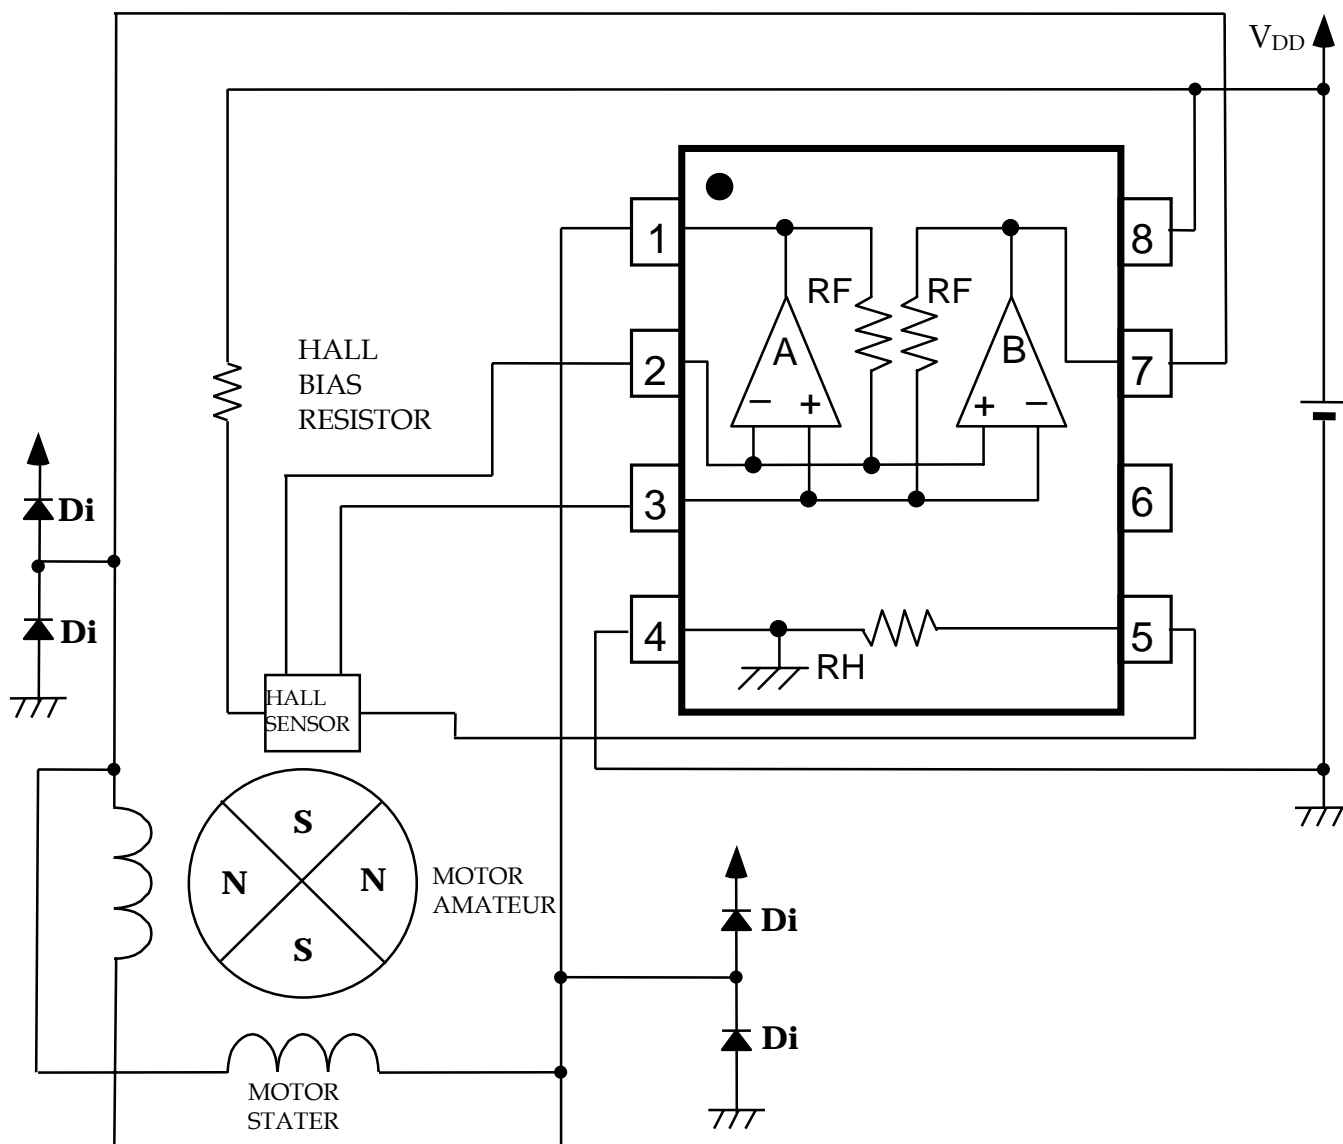 VDD
1
8
RF
RF
HALL
BIAS
RESISTOR
2
A
B
7
− +
+ −
Di
3
6
Di
4
5
RH
HALL
SENSOR
S
N
N
S
MOTOR
AMATEUR
Di
Di
MOTOR
STATER